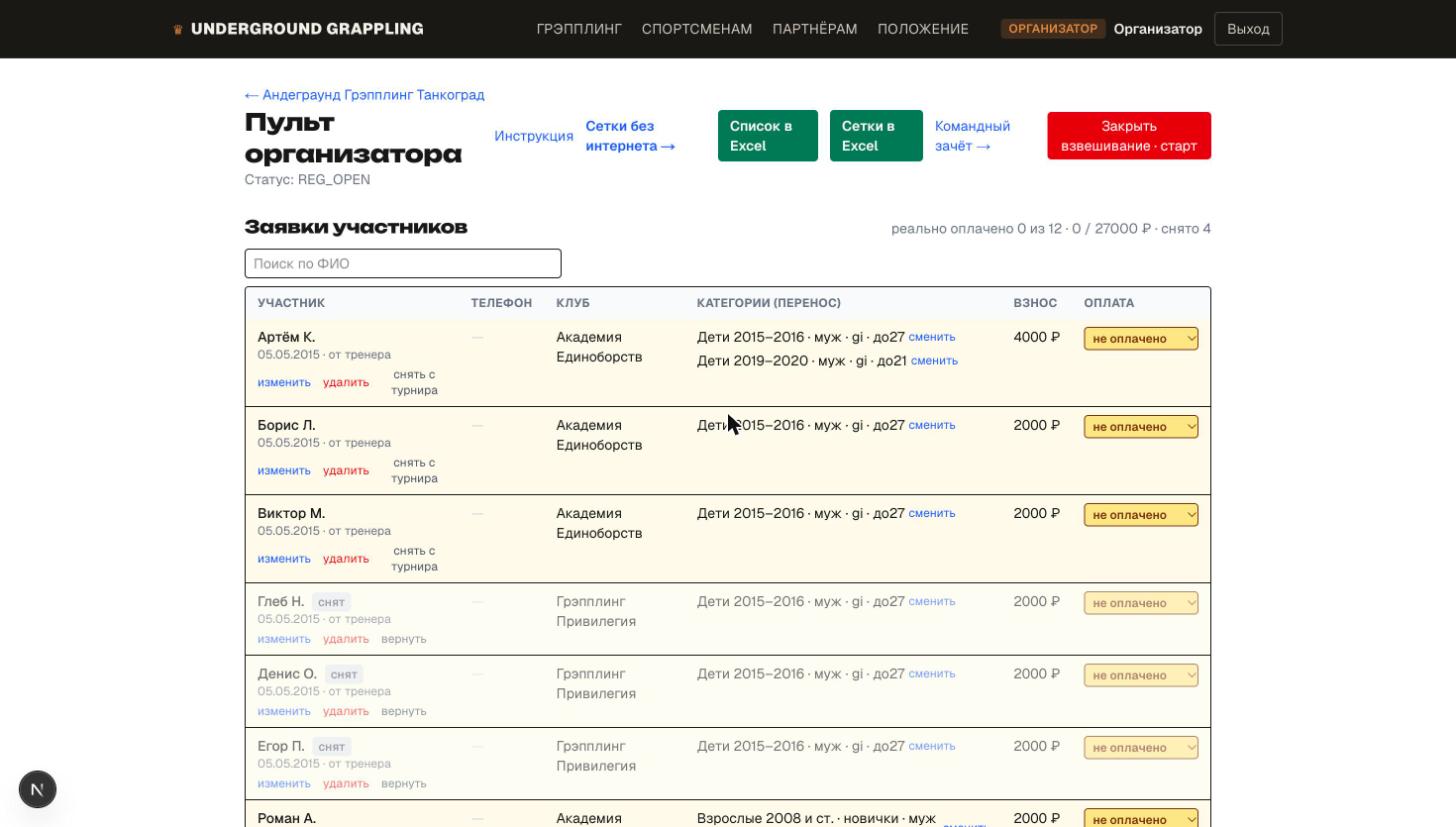 UNDERGROUND GRAPPLING ГРЭППЛИНГ СПОРТСМЕНАМ ПАРТНЁРАМ ПОЛОЖЕНИЕ ОРГАНИЗАТОР Организатор Выход
← Андеграунд Грэпплинг Танкоград
Пульт организатора
Статус: REG_OPEN
Инструкция
Сетки без интернета →
Список в Excel
Сетки в Excel
Командный зачёт →
Закрыть взвешивание · старт
Заявки участников реально оплачено 0 из 12 · 0 / 27000 ₽ · снято 4
Поиск по ФИО
УЧАСТНИК ТЕЛЕФОН КЛУБ КАТЕГОРИИ (ПЕРЕНОС) ВЗНОС ОПЛАТА
Артём К. — Академия Единоборств Дети 2015–2016 · муж · gi · до27 сменить 4000 ₽ не оплачено
05.05.2015 · от тренера Дети 2019–2020 · муж · gi · до21 сменить
изменить удалить снять с турнира
Борис Л. — Академия Единоборств Дети 2015–2016 · муж · gi · до27 сменить 2000 ₽ не оплачено
05.05.2015 · от тренера
изменить удалить снять с турнира
Виктор М. — Академия Единоборств Дети 2015–2016 · муж · gi · до27 сменить 2000 ₽ не оплачено
05.05.2015 · от тренера
изменить удалить снять с турнира
Глеб Н. снят — Грэпплинг Привилегия Дети 2015–2016 · муж · gi · до27 сменить 2000 ₽ не оплачено
05.05.2015 · от тренера
изменить удалить вернуть
Денис О. снят — Грэпплинг Привилегия Дети 2015–2016 · муж · gi · до27 сменить 2000 ₽ не оплачено
05.05.2015 · от тренера
изменить удалить вернуть
Егор П. снят — Грэпплинг Привилегия Дети 2015–2016 · муж · gi · до27 сменить 2000 ₽ не оплачено
05.05.2015 · от тренера
изменить удалить вернуть
Роман А. — Академия Взрослые 2008 и ст. · новички · муж 2000 ₽ не оплачено
N